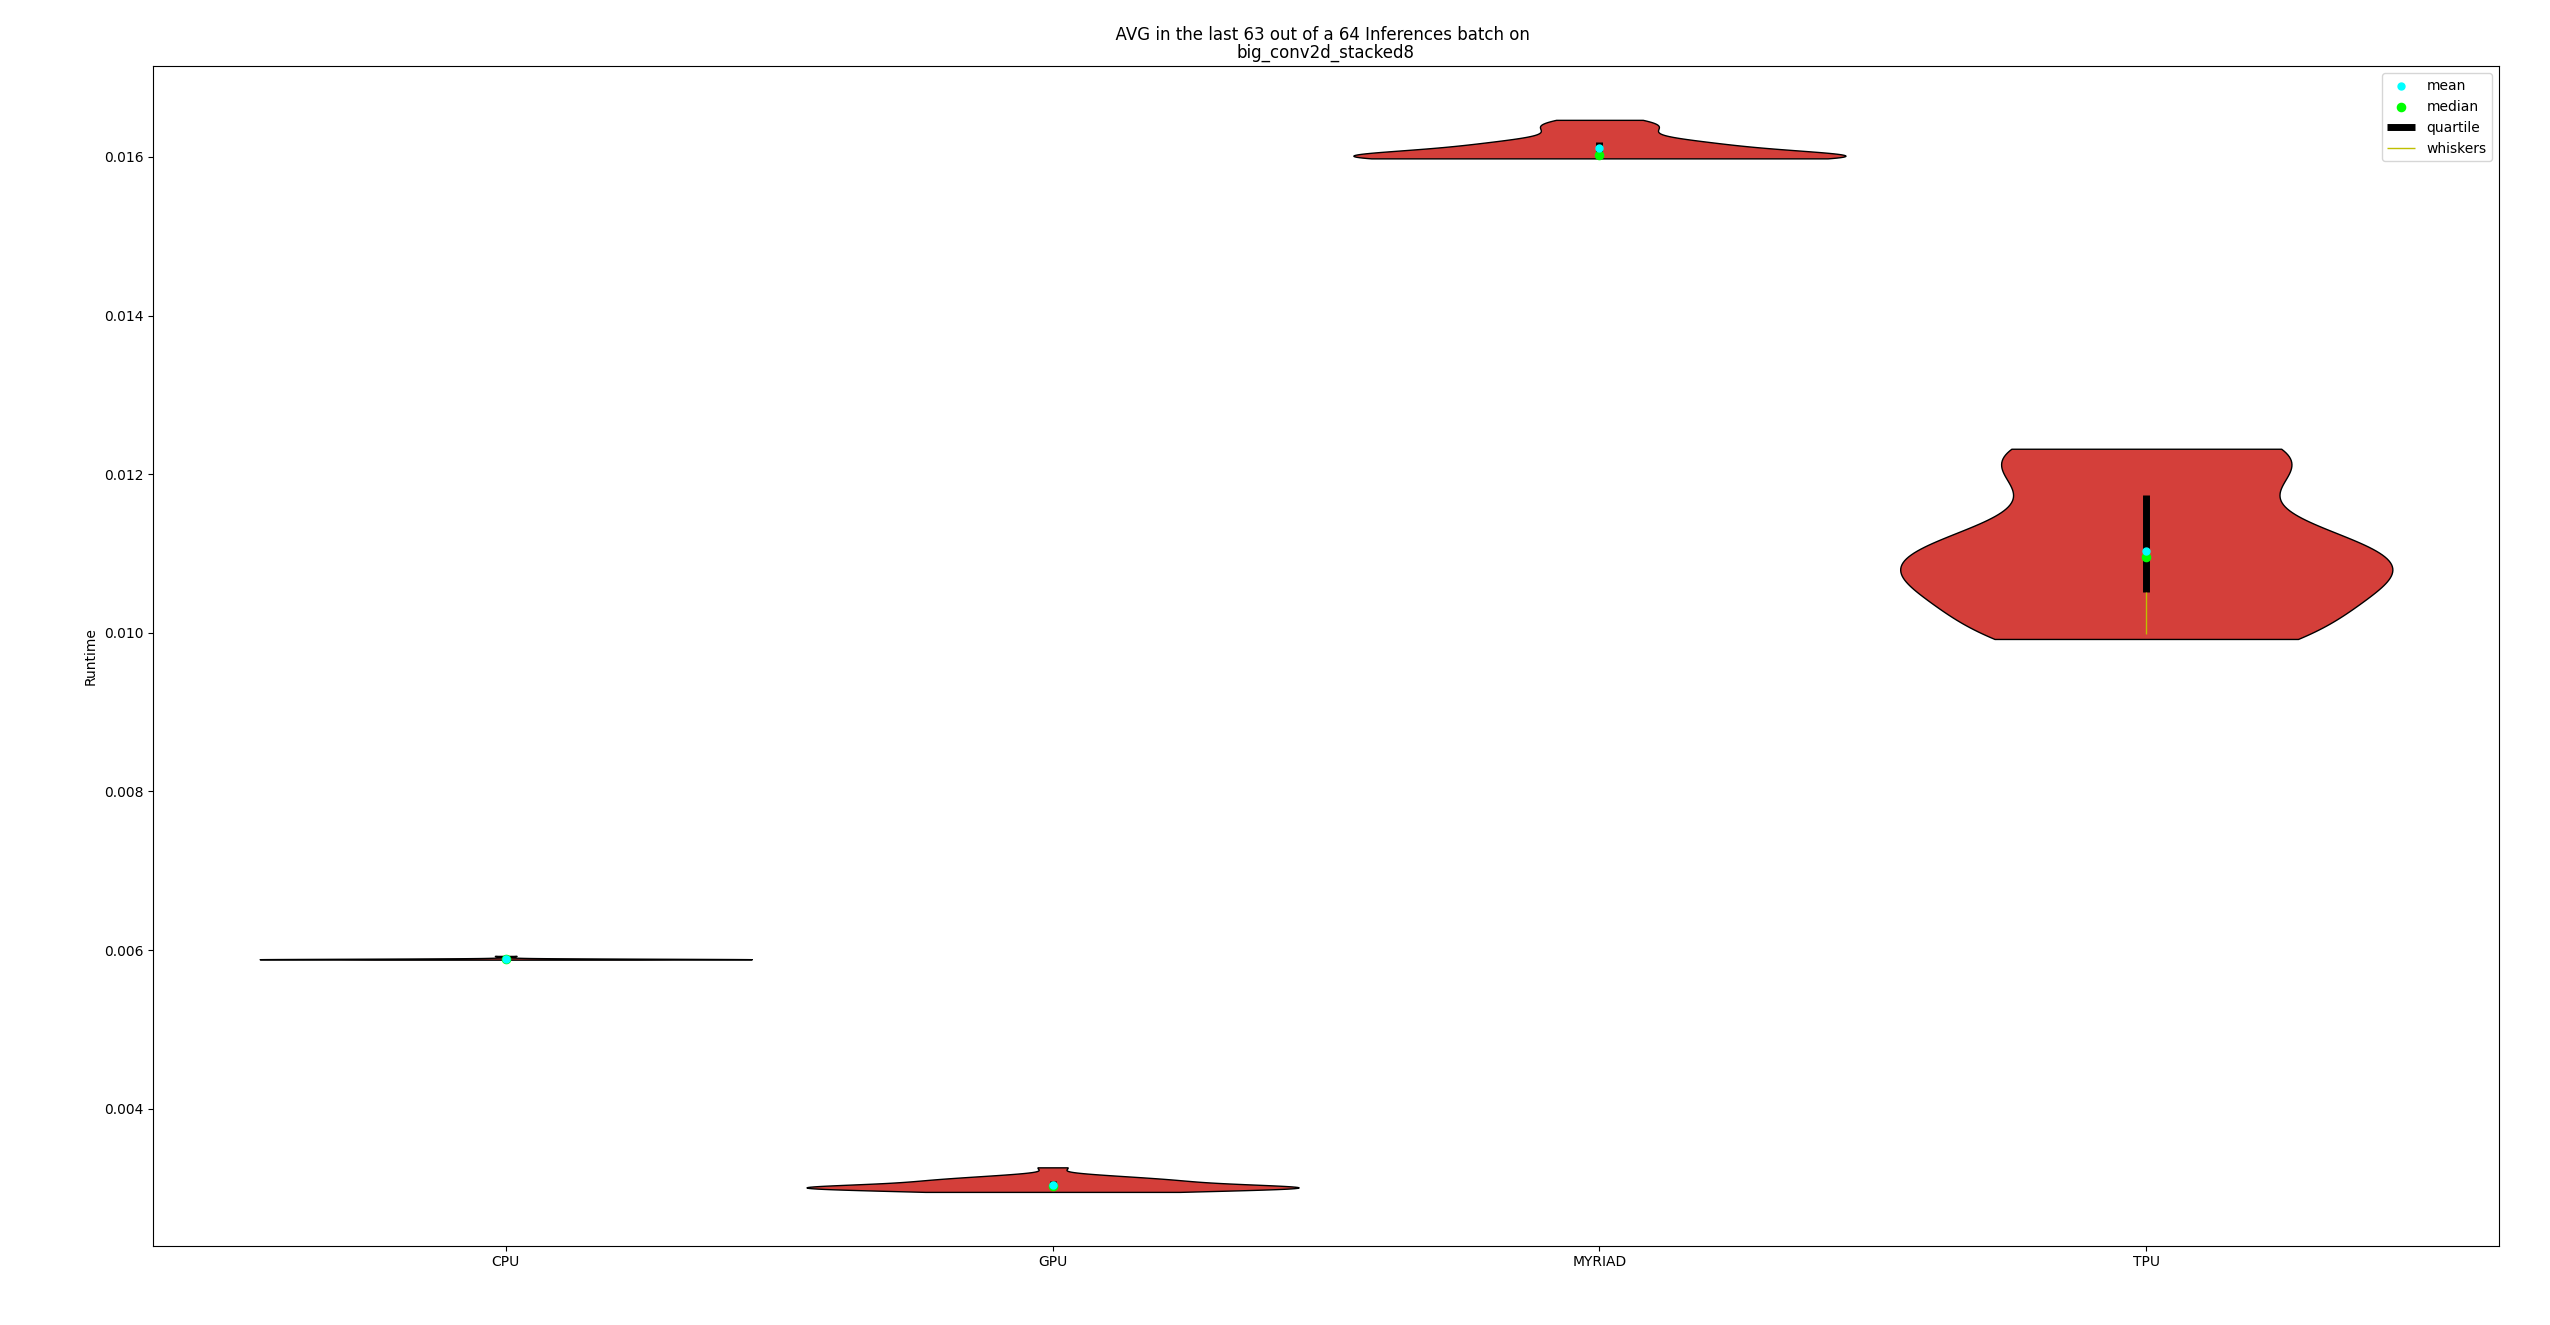 AVG in the last 63 out of a 64 Inferences batch on
big_conv2d_stacked8
mean
median
quartile
whiskers
0.016
0.014
0.012
0.010
0.008
0.006
0.004
Runtime
CPU
GPU
MYRIAD
TPU